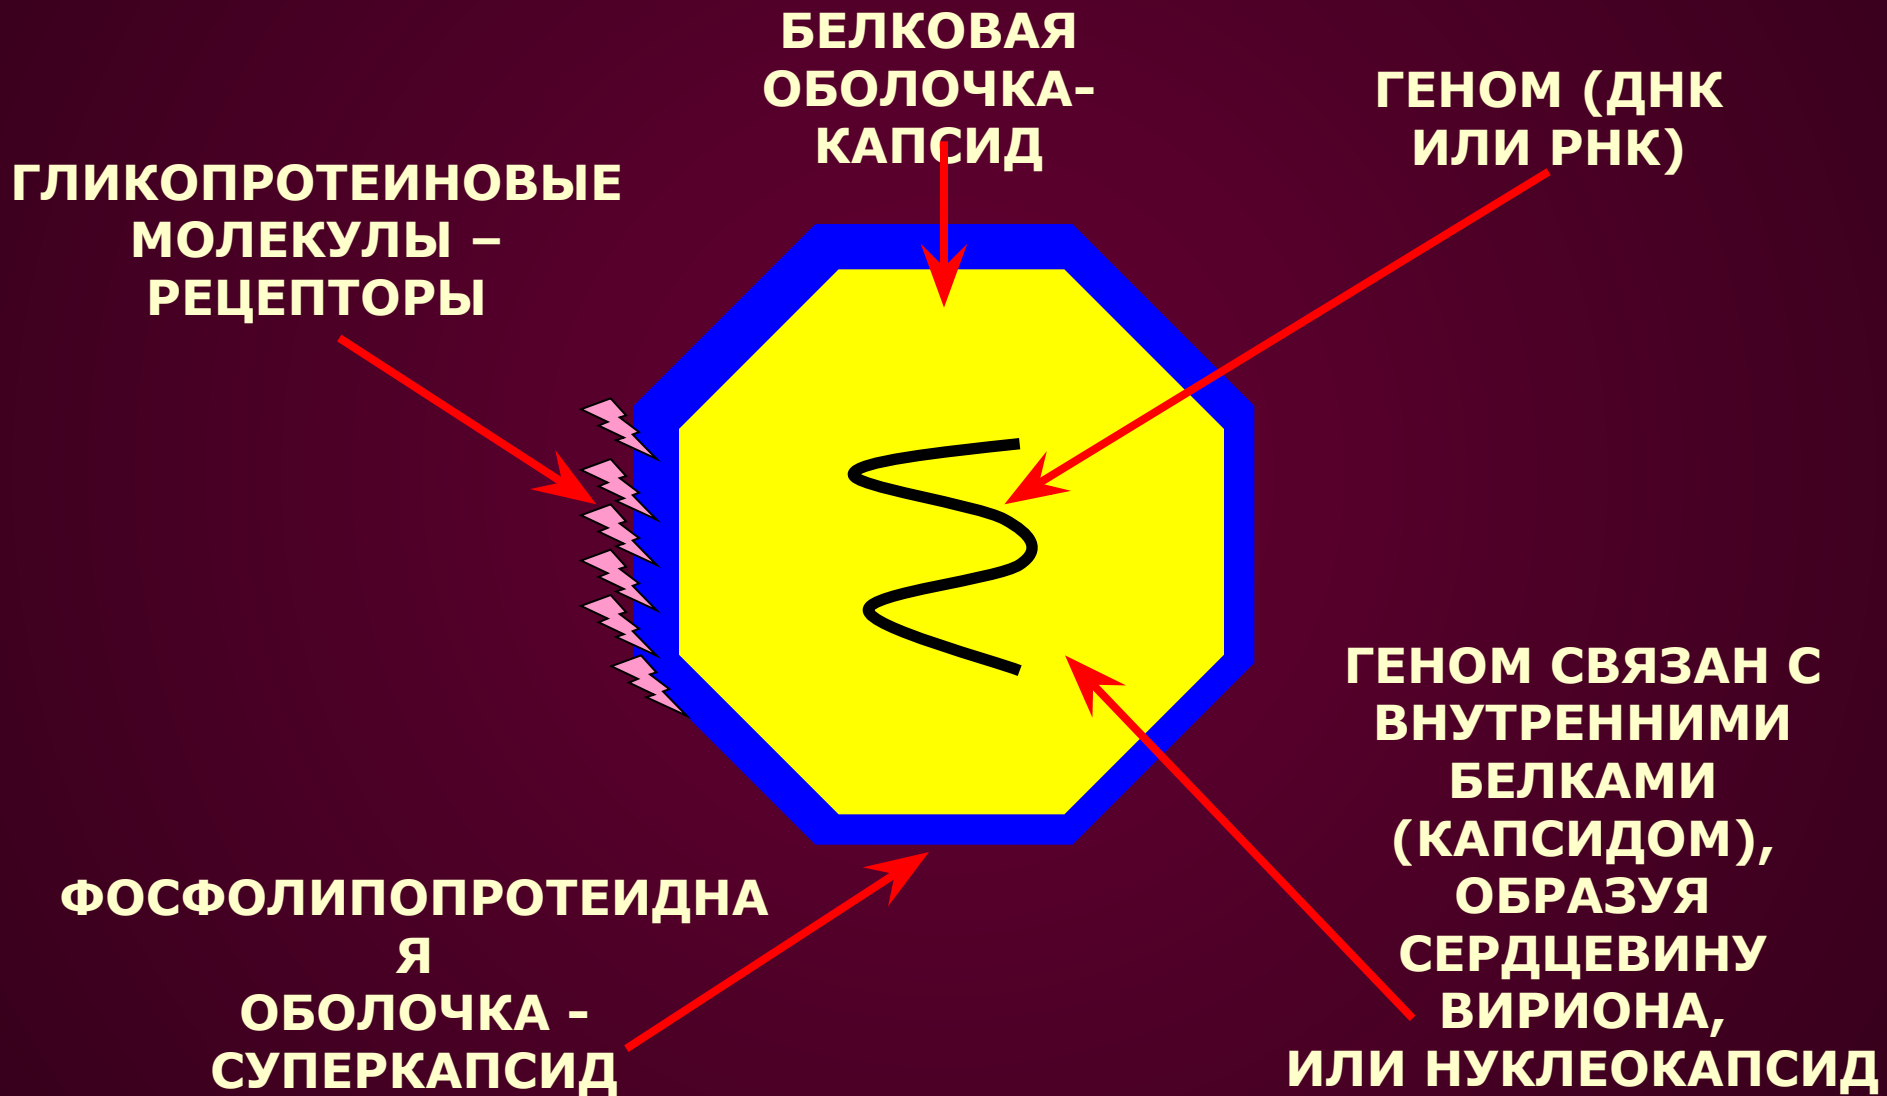 БЕЛКОВАЯ
ОБОЛОЧКА-
КАПСИД
ГЕНОМ (ДНК
ИЛИ РНК)
ГЛИКОПРОТЕИНОВЫЕ
МОЛЕКУЛЫ –
РЕЦЕПТОРЫ
ГЕНОМ СВЯЗАН С
ВНУТРЕННИМИ
БЕЛКАМИ
(КАПСИДОМ),
ОБРАЗУЯ
СЕРДЦЕВИНУ
ВИРИОНА,
ИЛИ НУКЛЕОКАПСИД
ФОСФОЛИПОПРОТЕИДНА
Я
ОБОЛОЧКА -
СУПЕРКАПСИД